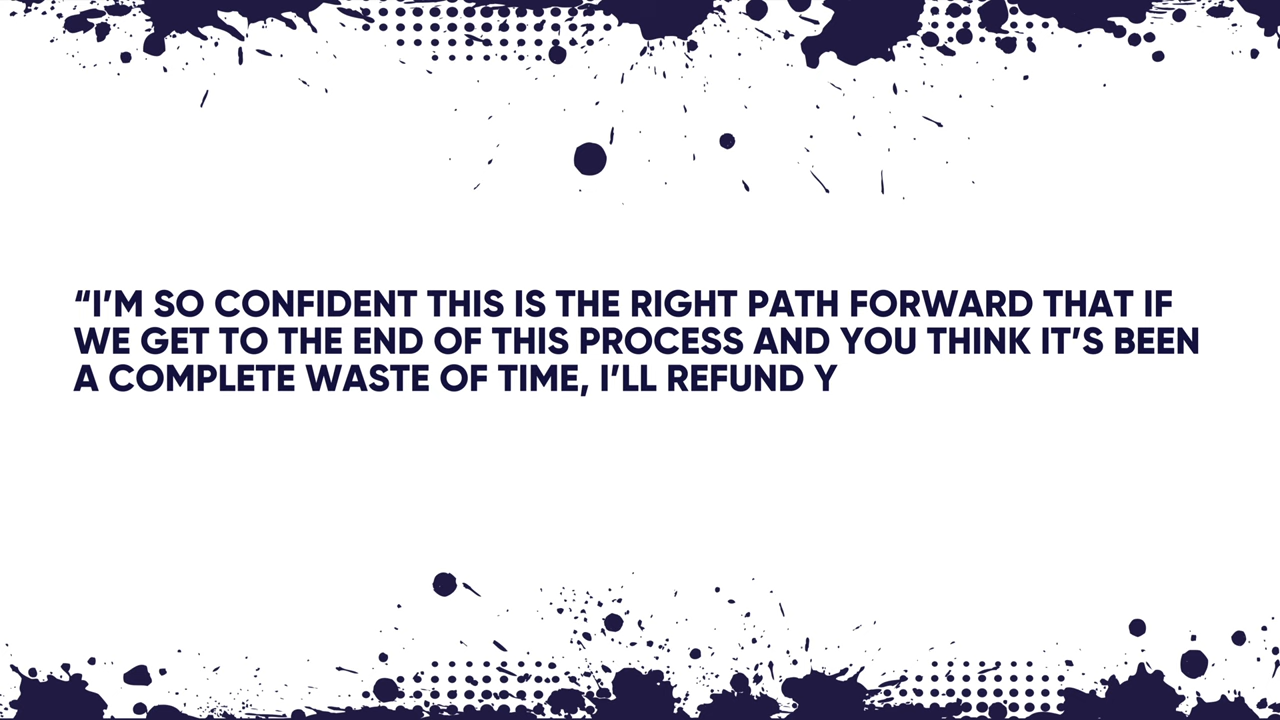 “I’M SO CONFIDENT THIS IS THE RIGHT PATH FORWARD THAT IF
WE GET TO THE END OF THIS PROCESS AND YOU THINK IT’S BEEN
A COMPLETE WASTE OF TIME, I’LL REFUND Y